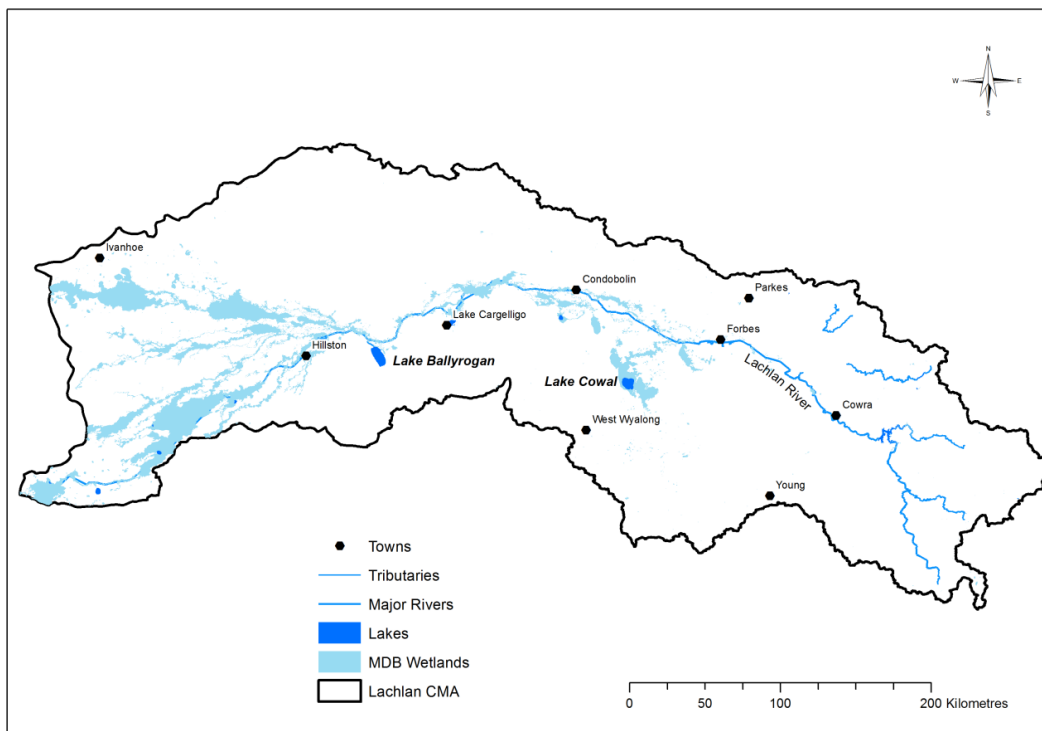 N
W E
S
Ivanhoe
Condobolin
Parkes
Lake Cargelligo
Forbes
Hillston
Lake Ballyrogan
Lachlan River
Lake Cowal
Cowra
West Wyalong
Young
Towns
Tributaries
Major Rivers
Lakes
MDB Wetlands
Lachlan CMA
0 50 100 200 Kilometres